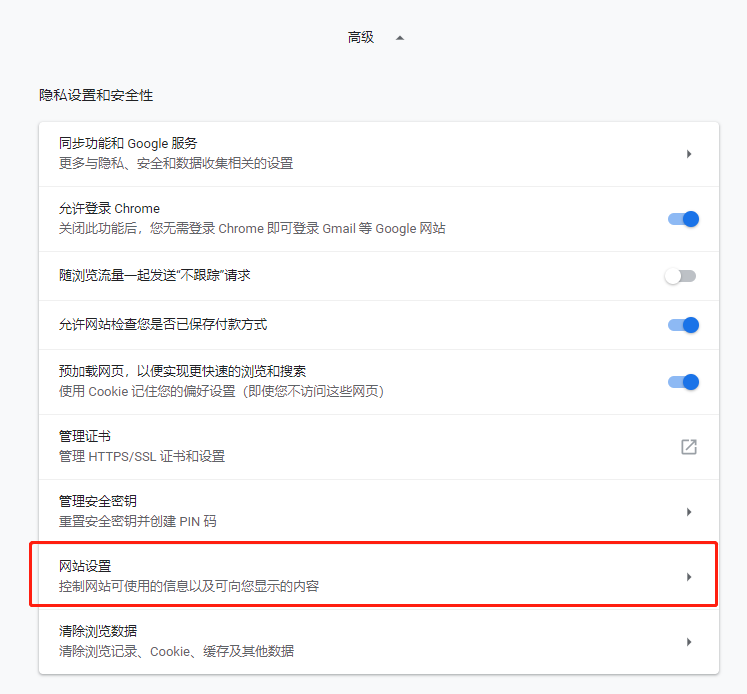 高级
隐私设置和安全性
同步功能和 Google 服务
更多与隐私、安全和数据收集相关的设置
允许登录 Chrome
关闭此功能后，您无需登录 Chrome 即可登录 Gmail 等 Google 网站
随浏览流量一起发送“不跟踪”请求
允许网站检查您是否已保存付款方式
预加载网页，以便实现更快速的浏览和搜索
使用 Cookie 记住您的偏好设置（即使您不访问这些网页）
管理证书
管理 HTTPS/SSL 证书和设置
管理安全密钥
重置安全密钥并创建 PIN 码
网站设置
控制网站可使用的信息以及可向您显示的内容
清除浏览数据
清除浏览记录、Cookie、缓存及其他数据